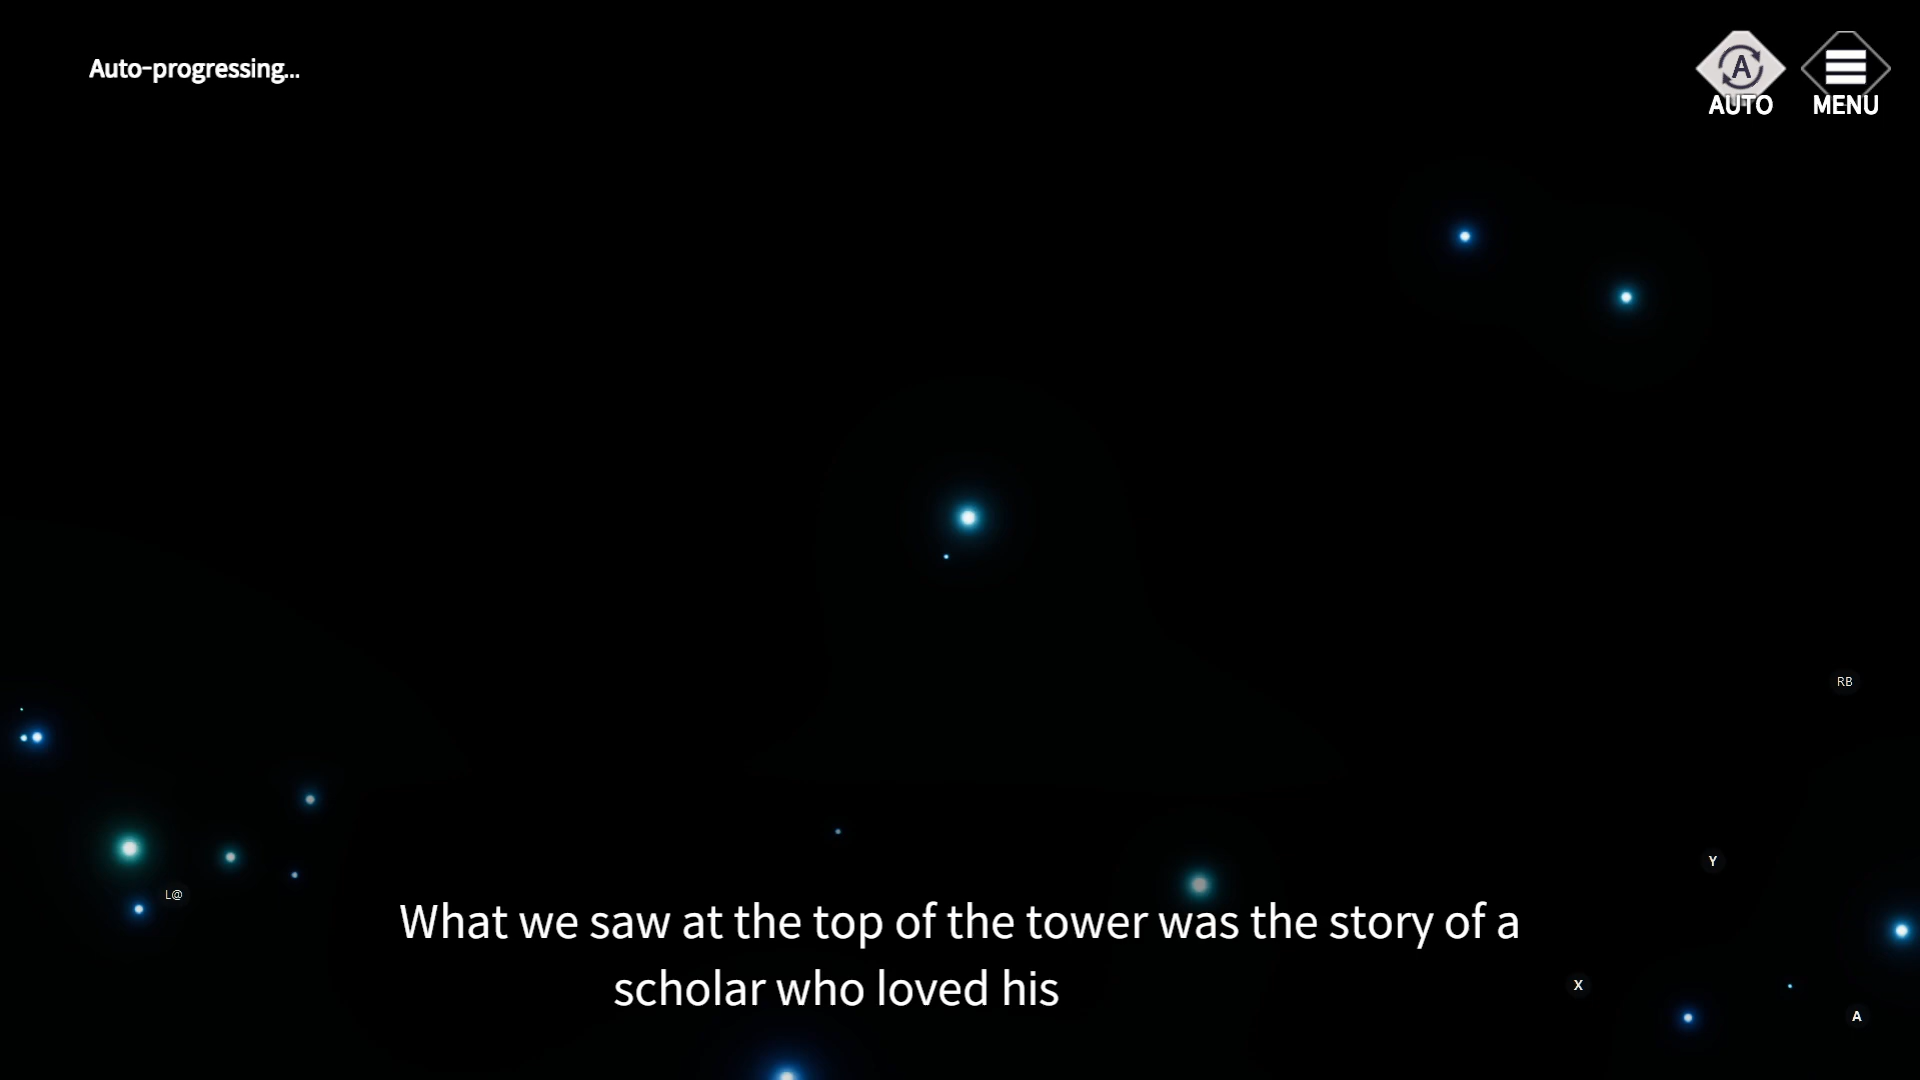 Auto-progressing...
A
AUTO
MENU
RB
Y
L@
What we saw at the top of the tower was the story of a
scholar who loved his
X
A